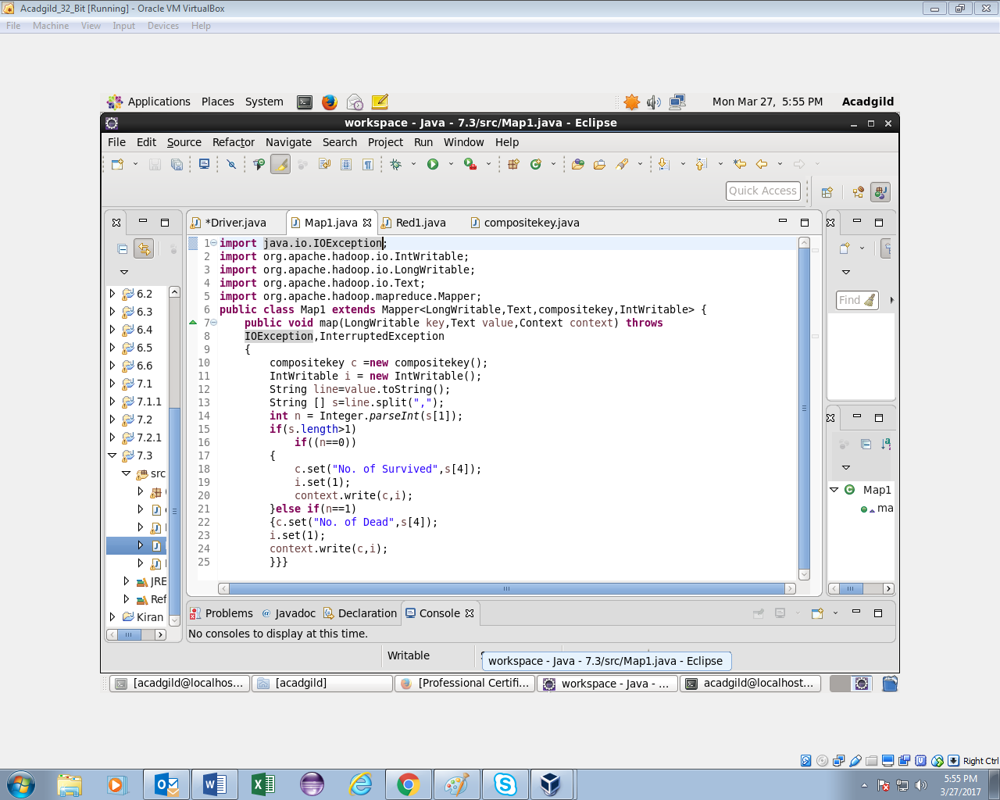 Acadgild_32_Bit [Running] - Oracle VM VirtualBox
File Machine View Input Devices Help
Applications Places System Mon Mar 27, 5:55 PM Acadgild
workspace - Java - 7.3/src/Map1.java - Eclipse
File Edit Source Refactor Navigate Search Project Run Window Help
Quick Access
*Driver.java Map1.java Red1.java compositekey.java
1 import java.io.IOException;
2 import org.apache.hadoop.io.IntWritable;
3 import org.apache.hadoop.io.LongWritable;
4 import org.apache.hadoop.io.Text;
5 import org.apache.hadoop.mapreduce.Mapper;
6 public class Map1 extends Mapper<LongWritable,Text,compositekey,IntWritable> {
7 public void map(LongWritable key,Text value,Context context) throws
8 IOException,InterruptedException
9 {
10 compositekey c =new compositekey();
11 IntWritable i = new IntWritable();
12 String line=value.toString();
13 String [] s=line.split(",");
14 int n = Integer.parseInt(s[1]);
15 if(s.length>1)
16 if((n==0))
17 {
18 c.set("No. of Survived",s[4]);
19 i.set(1);
20 context.write(c,i);
21 }else if(n==1)
22 {c.set("No. of Dead",s[4]);
23 i.set(1);
24 context.write(c,i);
25 }}}
6.2
6.3
6.4
6.5
6.6
7.1
7.1.1
7.2
7.2.1
7.3
src
JRE
Ref
Kiran
Find
Map1
ma
Problems Javadoc Declaration Console
No consoles to display at this time.
Writable
workspace - Java - 7.3/src/Map1.java - Eclipse
[acadgild@localhos... [acadgild] [Professional Certifi... workspace - Java - ... acadgild@localhost...
Right Ctrl
5:55 PM
3/27/2017